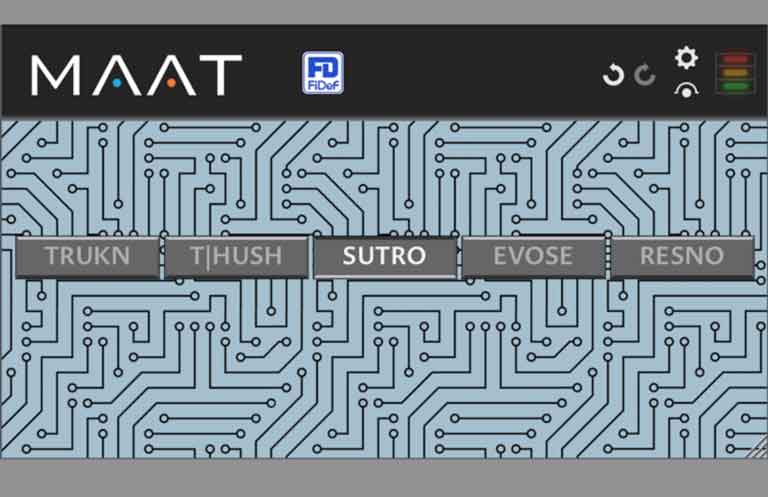 MAAT
FD
FiDeF
TRUKN T|HUSH SUTRO EVOSE RESNO